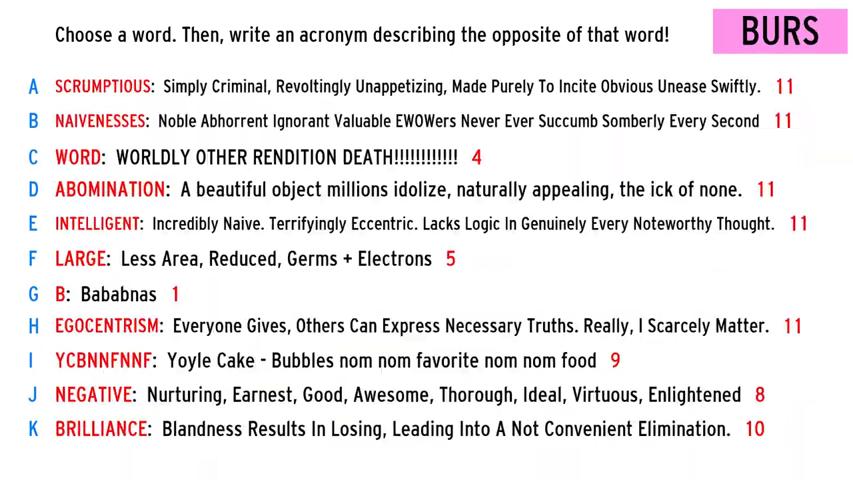 Choose a word. Then, write an acronym describing the opposite of that word!
BURS
A SCRUMPTIOUS: Simply Criminal, Revoltingly Unappetizing, Made Purely To Incite Obvious Unease Swiftly. 11
B NAIVENESSES: Noble Abhorrent Ignorant Valuable EWOWers Never Ever Succumb Somberly Every Second 11
C WORD: WORLDLY OTHER RENDITION DEATH!!!!!!!!!!!! 4
D ABOMINATION: A beautiful object millions idolize, naturally appealing, the ick of none. 11
E INTELLIGENT: Incredibly Naive. Terrifyingly Eccentric. Lacks Logic In Genuinely Every Noteworthy Thought. 11
F LARGE: Less Area, Reduced, Germs + Electrons 5
G B: Bababnas 1
H EGOCENTRISM: Everyone Gives, Others Can Express Necessary Truths. Really, I Scarcely Matter. 11
I YCBNNFNNF: Yoyle Cake - Bubbles nom nom favorite nom nom food 9
J NEGATIVE: Nurturing, Earnest, Good, Awesome, Thorough, Ideal, Virtuous, Enlightened 8
K BRILLIANCE: Blandness Results In Losing, Leading Into A Not Convenient Elimination. 10